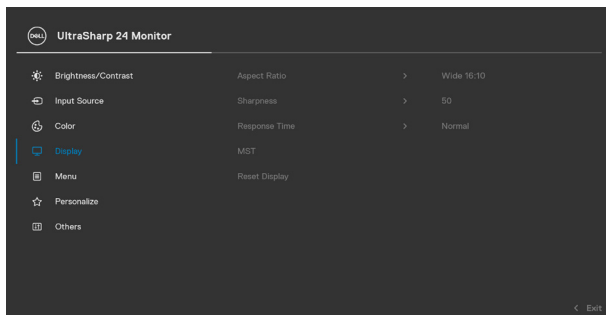 DELL UltraSharp 24 Monitor
Brightness/Contrast
Input Source
Color
Display
Menu
Personalize
Others
Aspect Ratio > Wide 16:10
Sharpness > 50
Response Time > Normal
MST
Reset Display
< Exit